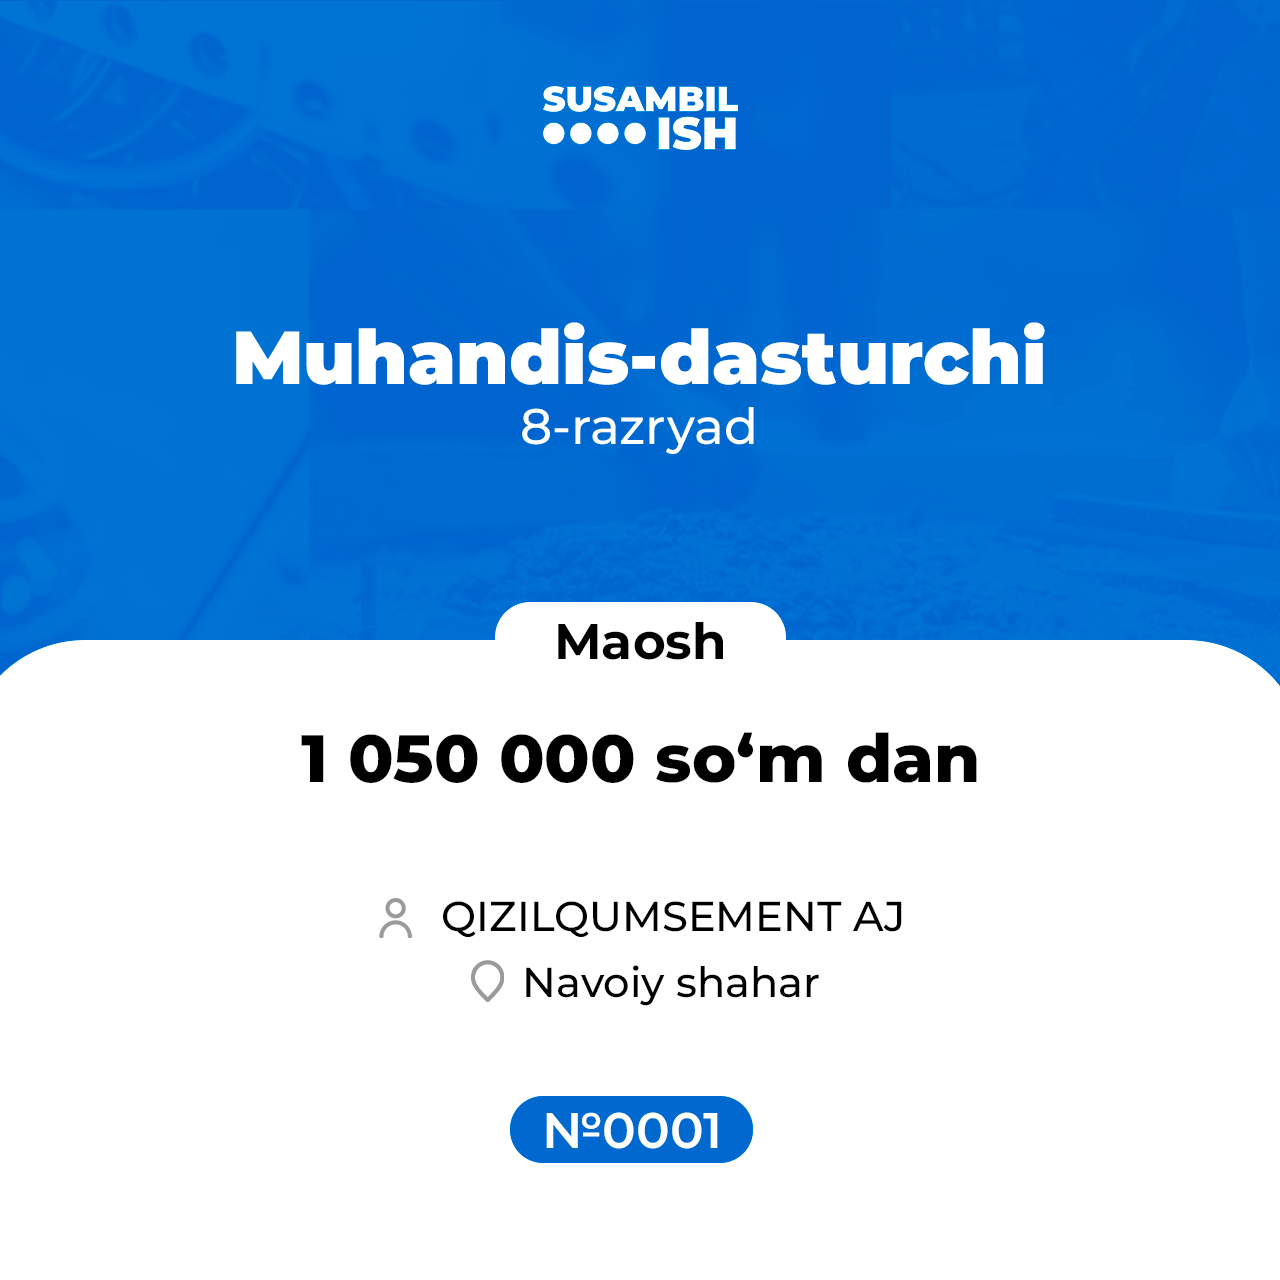 SUSAMBIL
ISH
Muhandis-dasturchi
8-razryad
Maosh
1 050 000 so‘m dan
QIZILQUMSEMENT AJ
Navoiy shahar
№0001